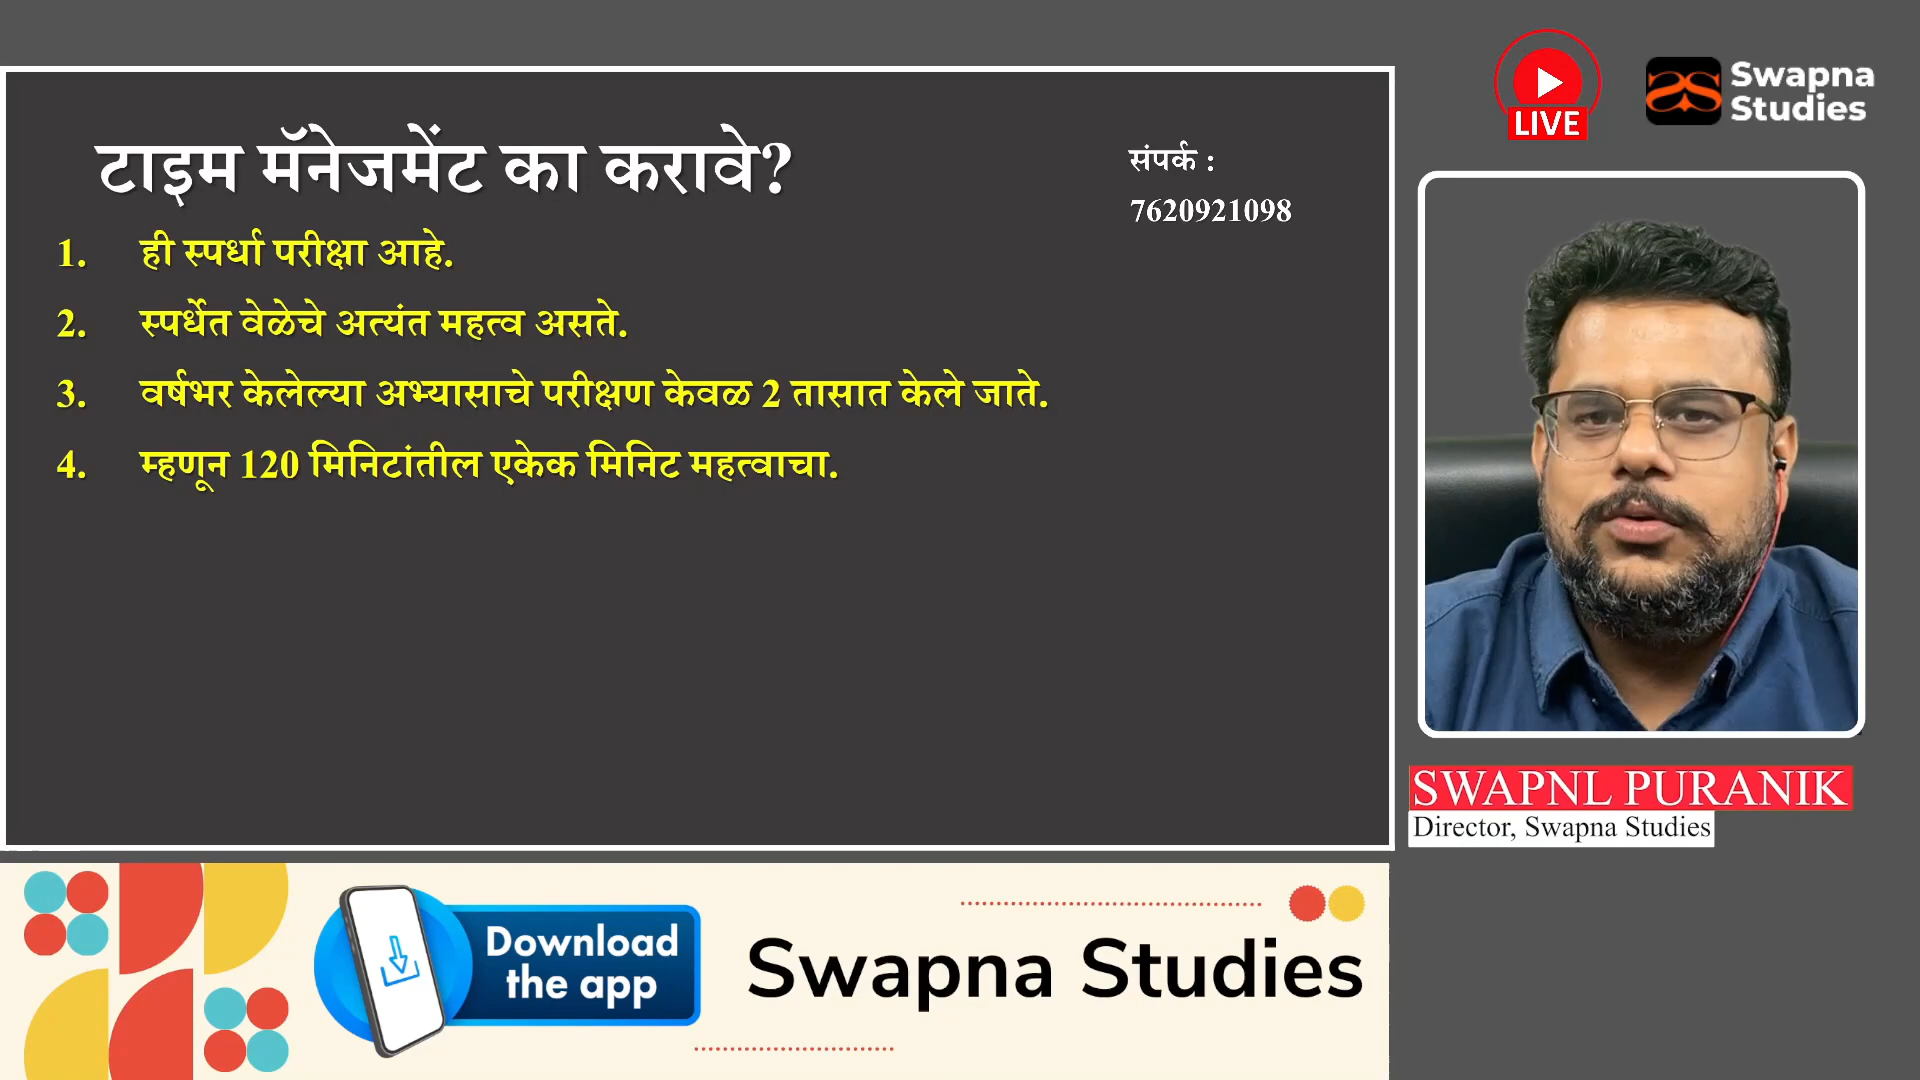 टाइम मॅनेजमेंट का करावे?
संपर्क :
7620921098
1. ही स्पर्धा परीक्षा आहे.
2. स्पर्धेत वेळेचे अत्यंत महत्व असते.
3. वर्षभर केलेल्या अभ्यासाचे परीक्षण केवळ 2 तासात केले जाते.
4. म्हणून 120 मिनिटांतील एकेक मिनिट महत्वाचा.
LIVE
Swapna
Studies
SWAPNL PURANIK
Director, Swapna Studies
Download
the app
Swapna Studies